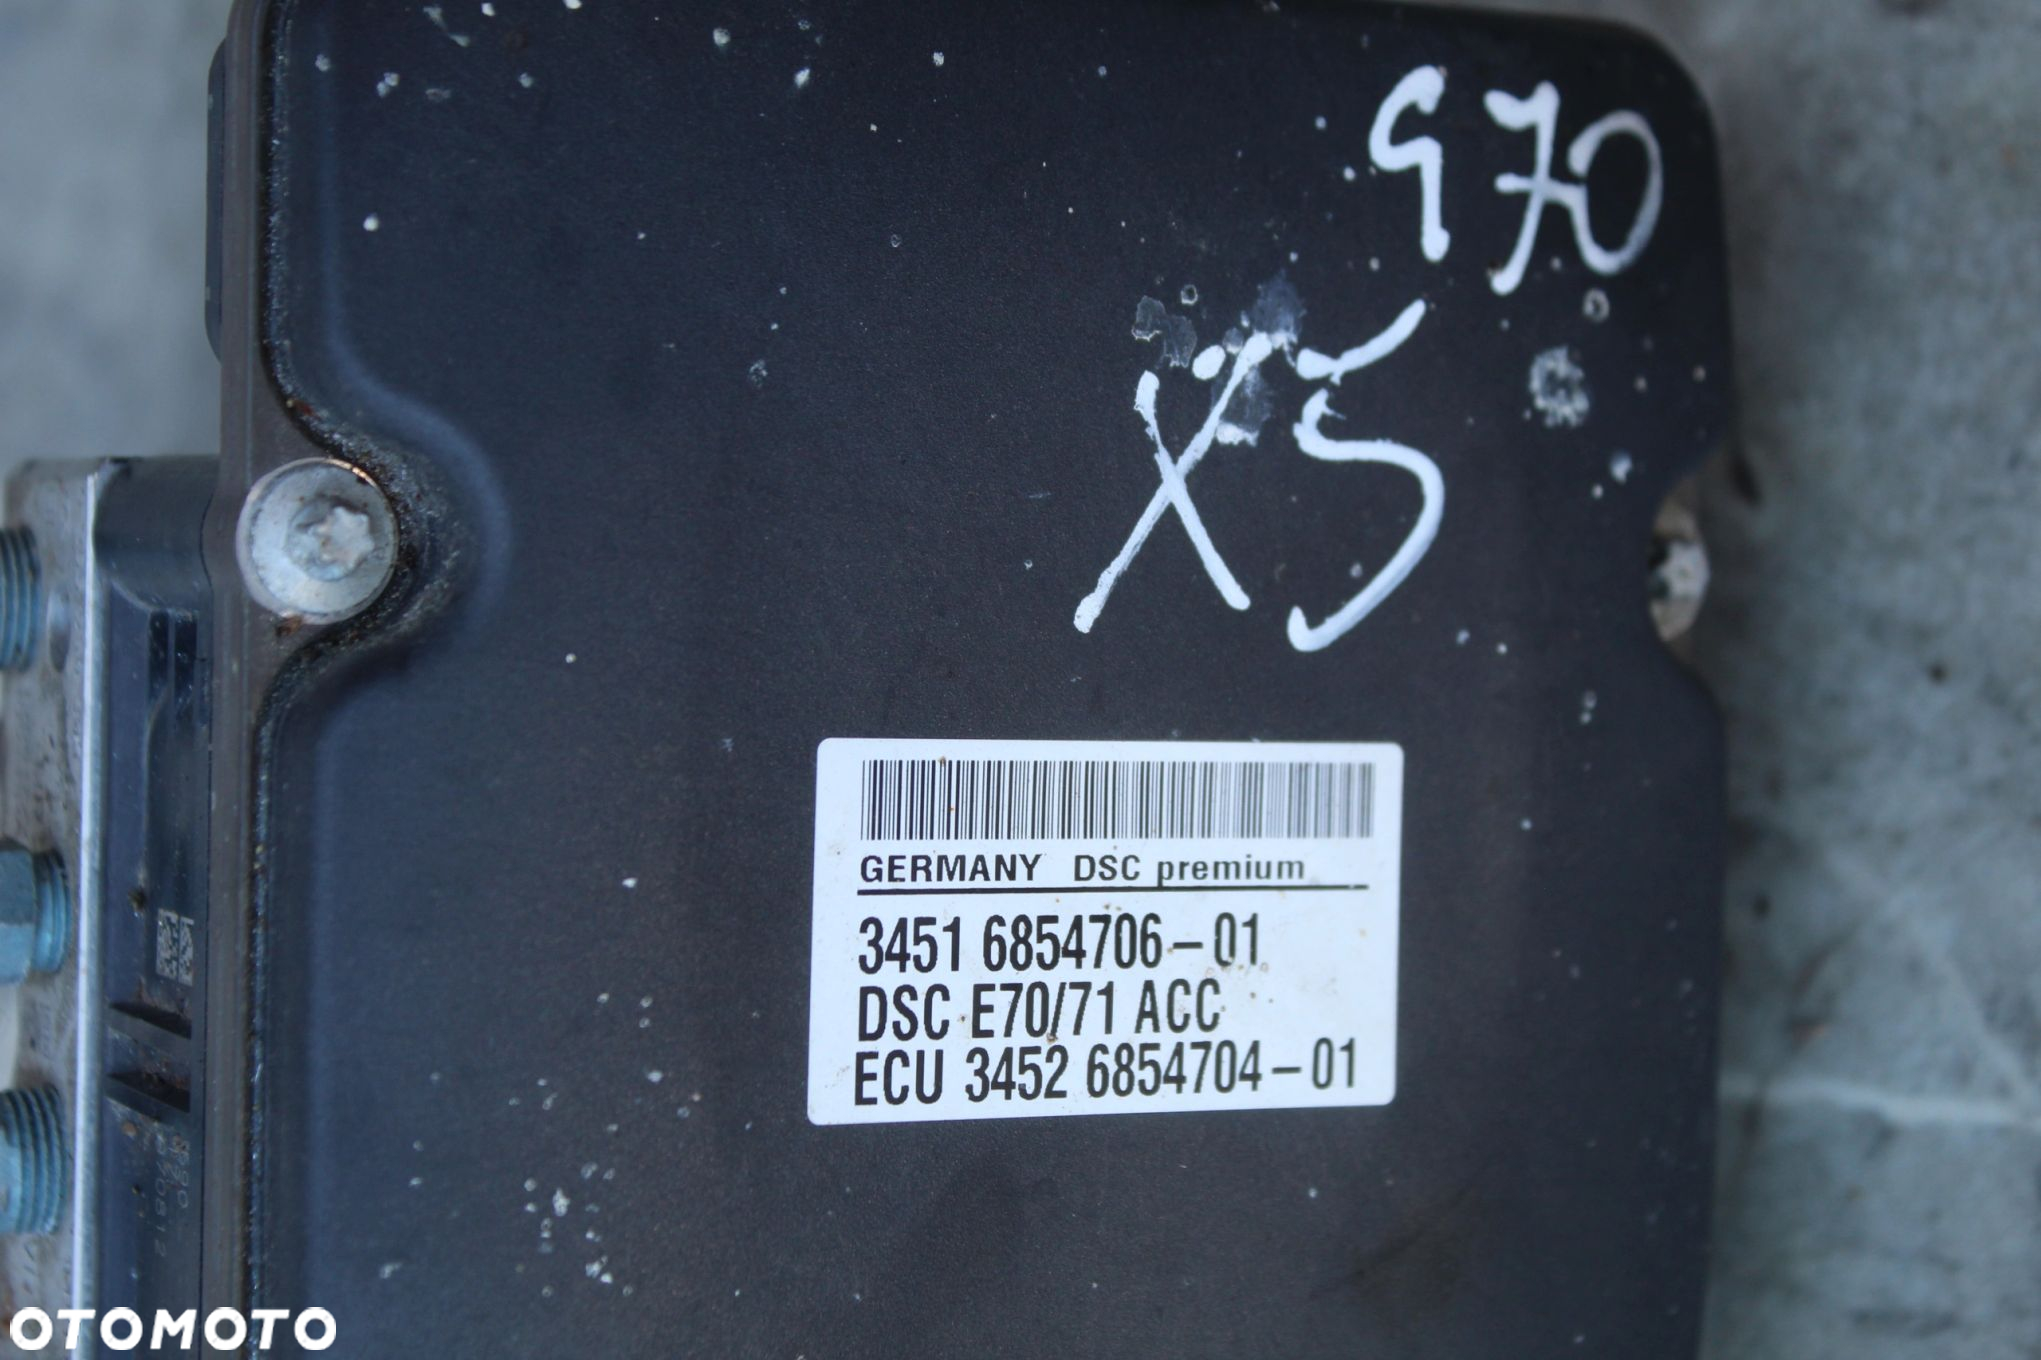 970
X5
GERMANY DSC premium
3451 6854706-01
DSC E70/71 ACC
ECU 3452 6854704-01
OTOMOTO